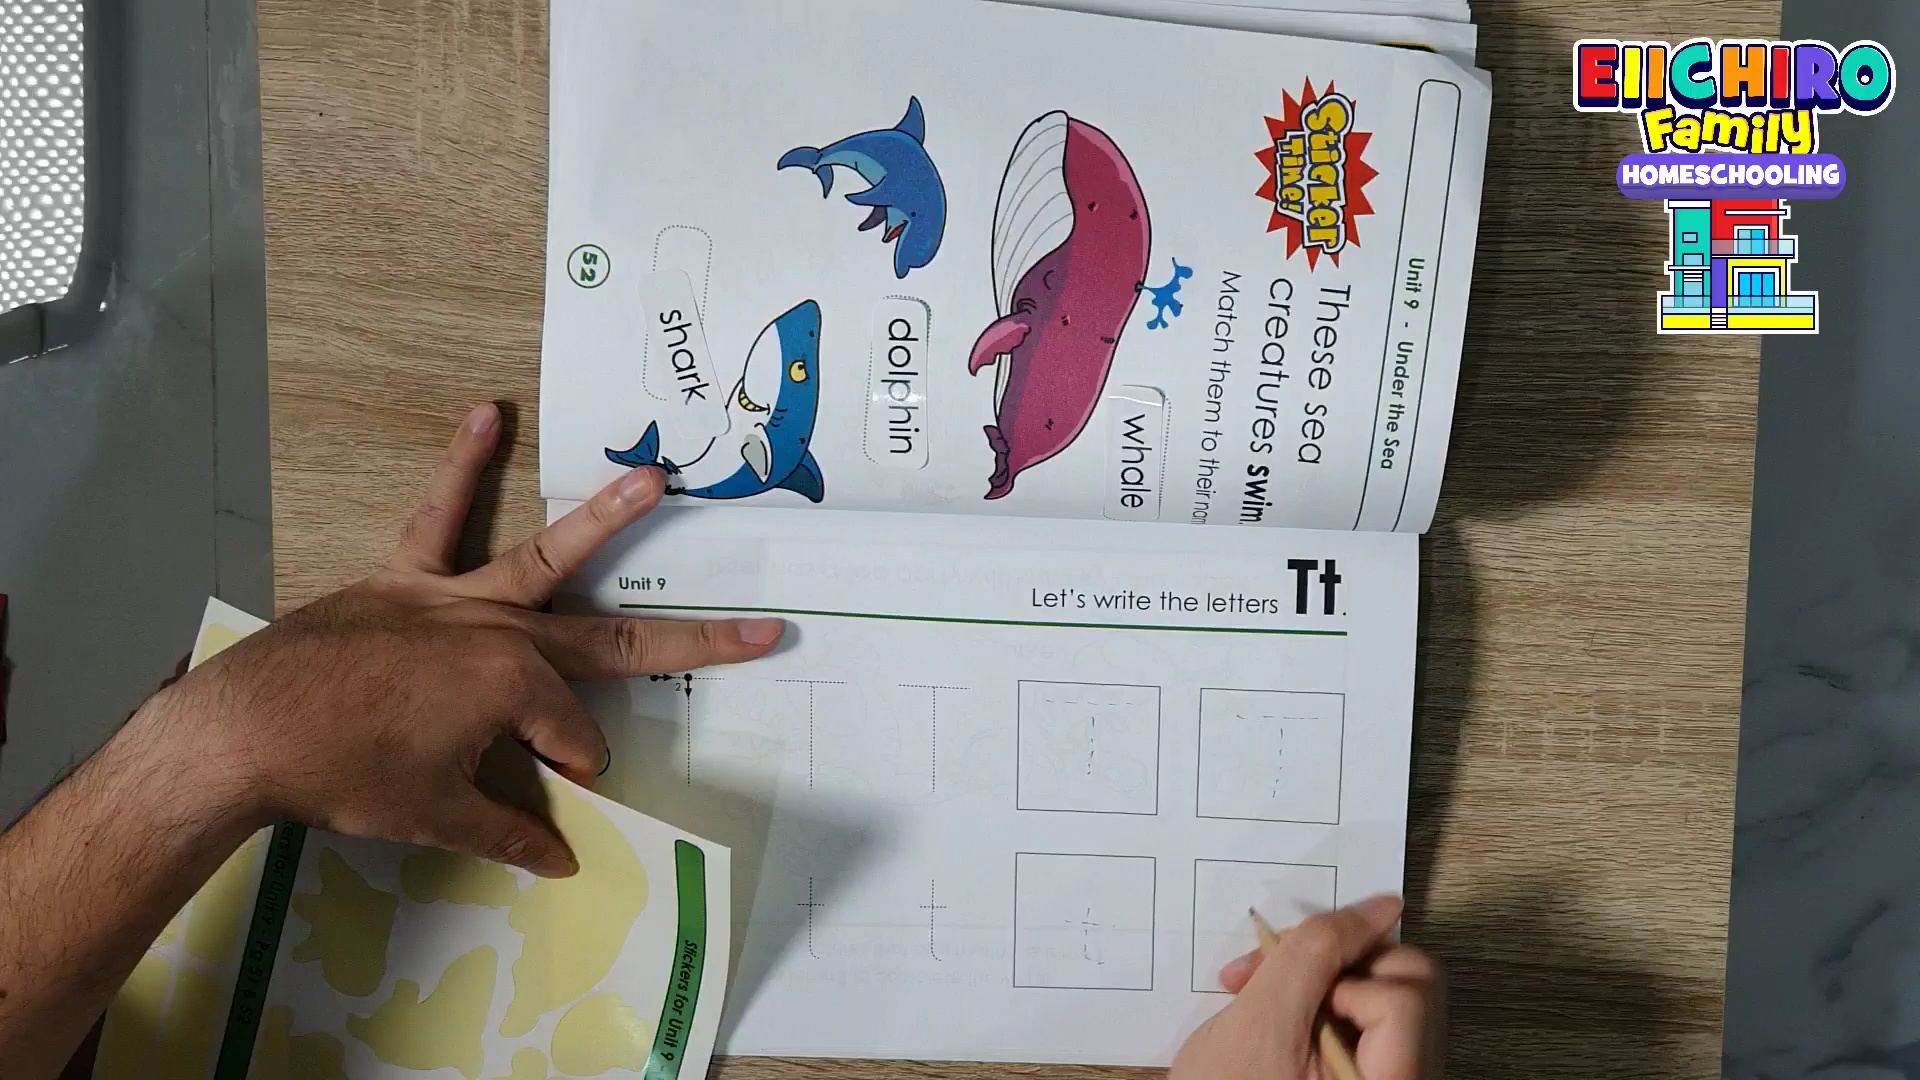 EIICHIRO
Family
HOMESCHOOLING
Unit 9 - Under the Sea
Sticker
Time!
These sea
creatures swim.
Match them to their
whale
dolphin
shark
52
Unit 9
Let's write the letters Tt.
2
Stickers for Unit 9